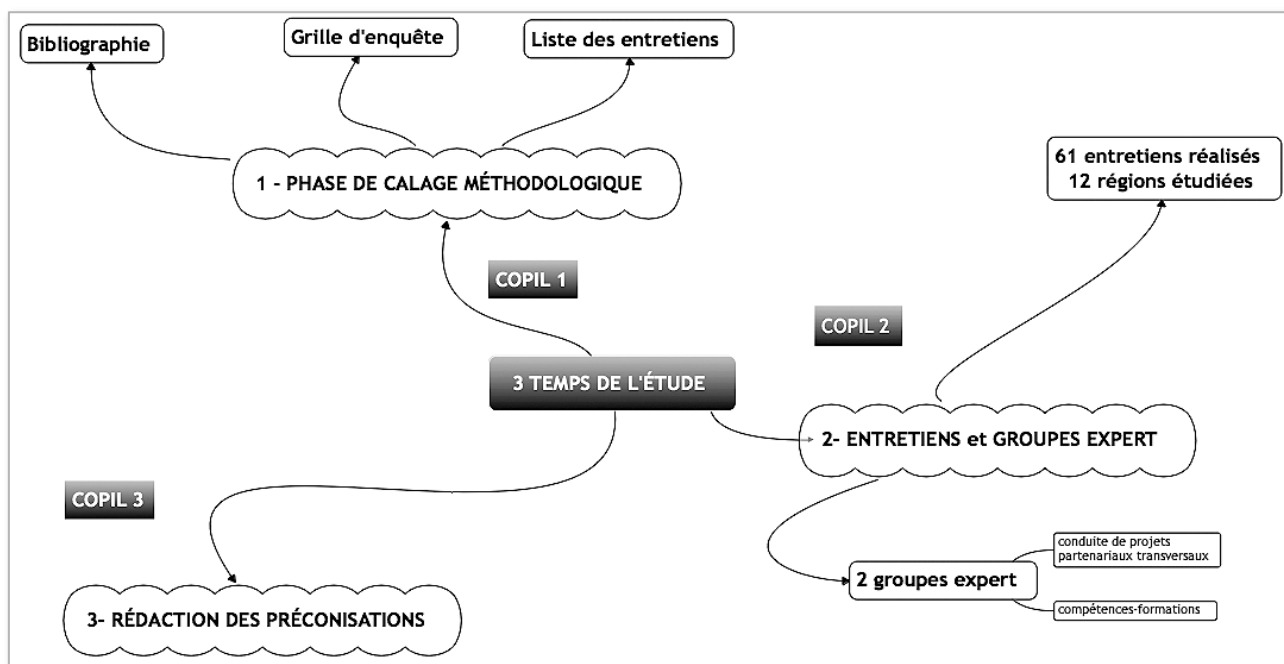 Bibliographie
Grille d'enquête
Liste des entretiens
1 - PHASE DE CALAGE MÉTHODOLOGIQUE
61 entretiens réalisés
12 régions étudiées
COPIL 1
COPIL 2
3 TEMPS DE L'ÉTUDE
2- ENTRETIENS et GROUPES EXPERT
COPIL 3
conduite de projets
partenariaux transversaux
2 groupes expert
compétences-formations
3- RÉDACTION DES PRÉCONISATIONS